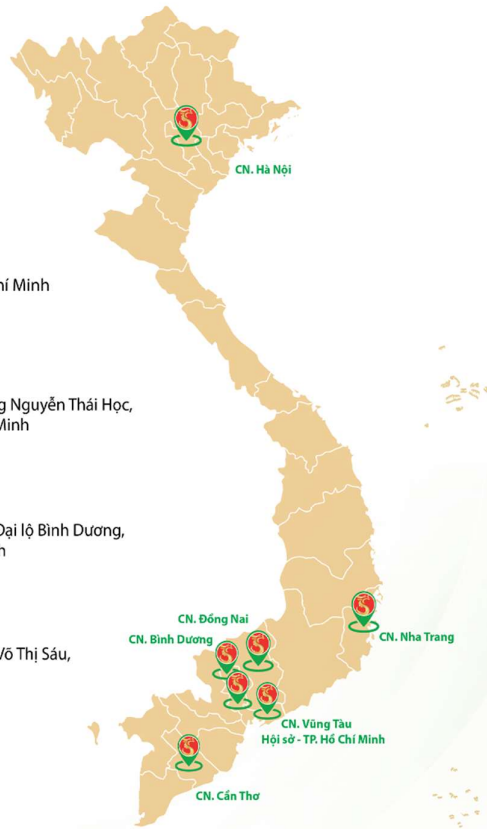 CN. Hà Nội
hí Minh
g Nguyễn Thái Học,
Minh
Đại lộ Bình Dương,
h
Võ Thị Sáu,
CN. Đồng Nai
CN. Bình Dương
CN. Nha Trang
CN. Vũng Tàu
Hội sở - TP. Hồ Chí Minh
CN. Cần Thơ